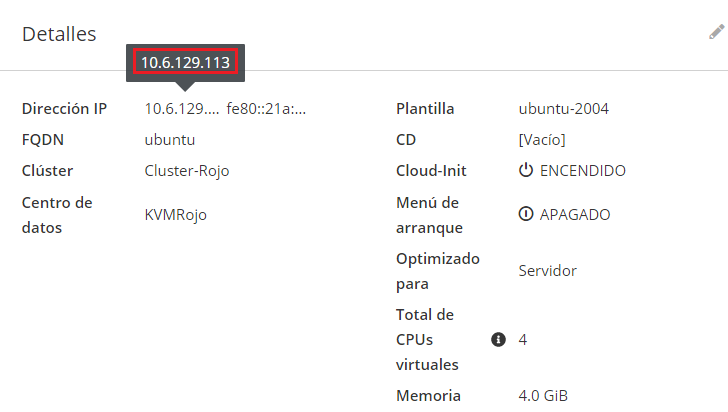 Detalles
10.6.129.113
Dirección IP 10.6.129.... fe80::21a:...
FQDN ubuntu
Clúster Cluster-Rojo
Centro de
datos
KVMRojo
Plantilla ubuntu-2004
CD [Vacío]
Cloud-Init ENCENDIDO
Menú de
arranque
APAGADO
Optimizado
para
Servidor
Total de
CPUs
virtuales
4
Memoria 4.0 GiB